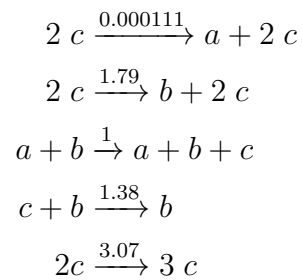 2 c \xrightarrow{0.000111} a + 2 c
2 c \xrightarrow{1.79} b + 2 c
a + b \xrightarrow{1} a + b + c
c + b \xrightarrow{1.38} b
2c \xrightarrow{3.07} 3 c